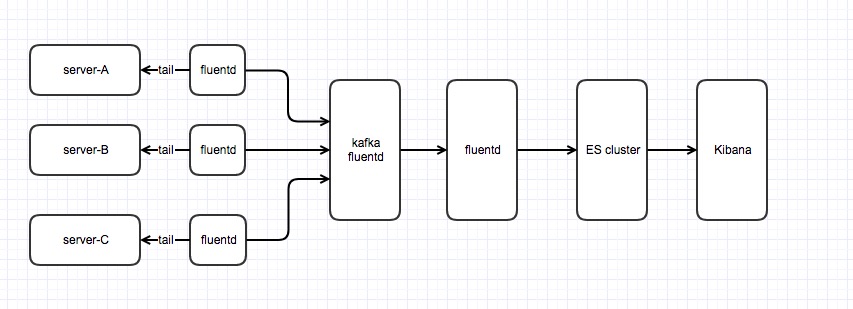 server-A
tail
fluentd
server-B
tail
fluentd
server-C
tail
fluentd
kafka
fluentd
fluentd
ES cluster
Kibana